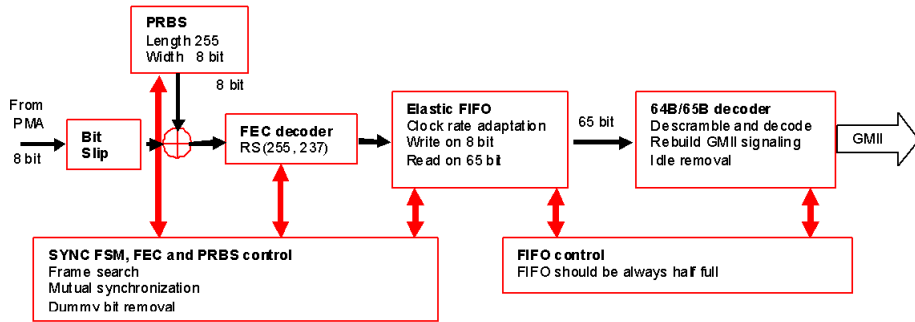 PRBS
Length 255
Width 8 bit
8 bit
From
PMA
8 bit
Bit
Slip
FEC decoder
RS(255, 237)
Elastic FIFO
Clock rate adaptation
Write on 8 bit
Read on 65 bit
65 bit
64B/65B decoder
Descramble and decode
Rebuild GMII signaling
Idle removal
GMII
SYNC FSM, FEC and PRBS control
Frame search
Mutual synchronization
Dummy bit removal
FIFO control
FIFO should be always half full